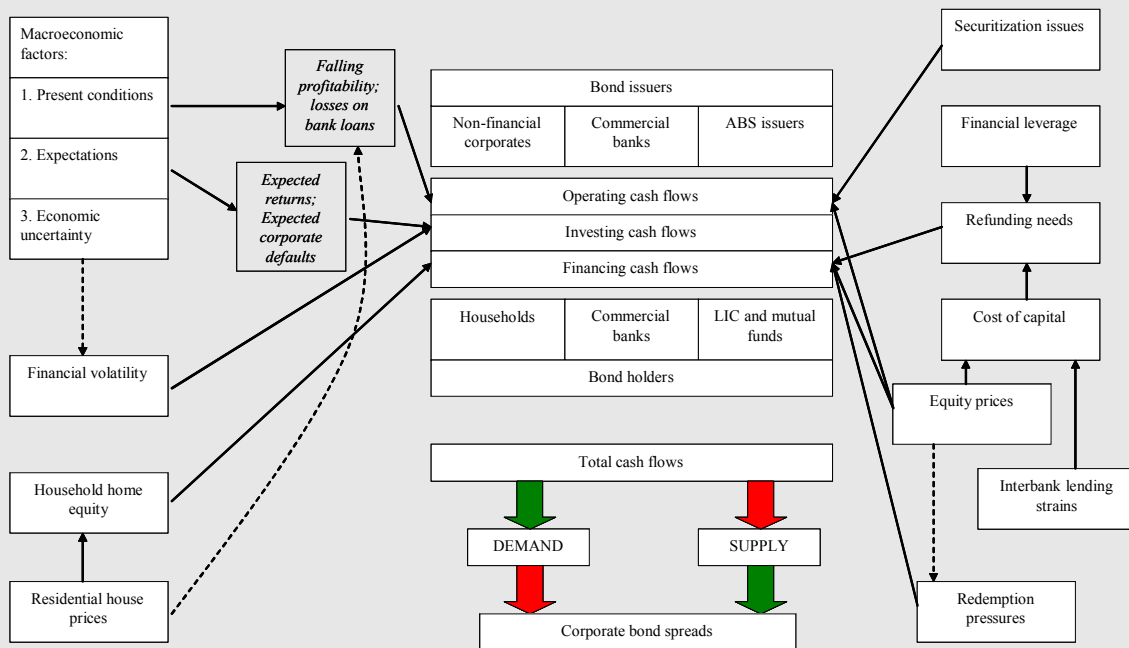 Macroeconomic
factors:
1. Present conditions
2. Expectations
3. Economic
uncertainty
Financial volatility
Household home
equity
Residential house
prices
Falling
profitability;
losses on
bank loans
Expected
returns;
Expected
corporate
defaults
Bond issuers
Non-financial
corporates
Commercial
banks
ABS issuers
Operating cash flows
Investing cash flows
Financing cash flows
Households
Commercial
banks
LIC and mutual
funds
Bond holders
Total cash flows
DEMAND
SUPPLY
Corporate bond spreads
Securitization issues
Financial leverage
Refunding needs
Cost of capital
Equity prices
Interbank lending
strains
Redemption
pressures